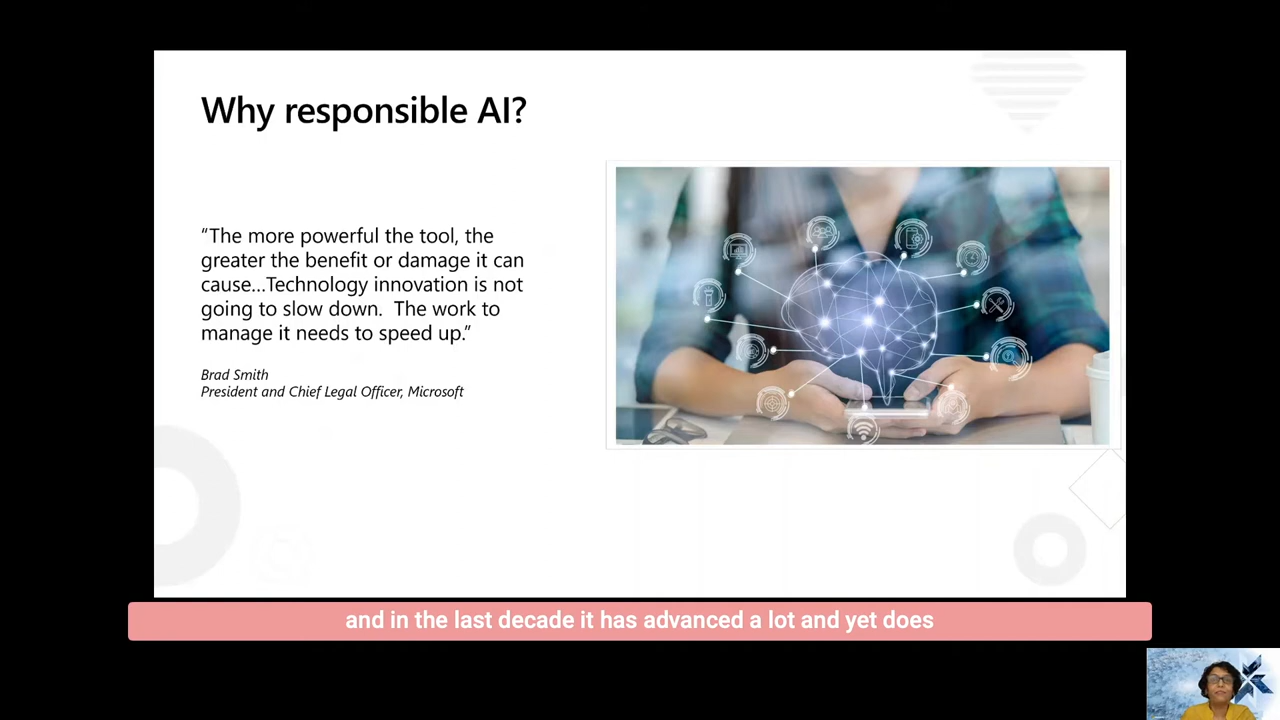 Why responsible AI?
“The more powerful the tool, the
greater the benefit or damage it can
cause...Technology innovation is not
going to slow down.  The work to
manage it needs to speed up.”
Brad Smith
President and Chief Legal Officer, Microsoft
and in the last decade it has advanced a lot and yet does